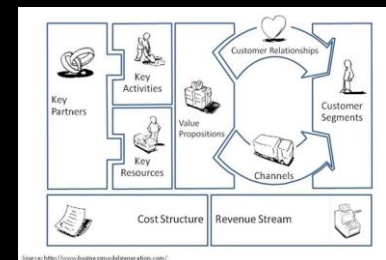 Key
Partners
Key
Activities
Key
Resources
Value
Propositions
Customer Relationships
Channels
Customer
Segments
Cost Structure
Revenue Stream
Source: http://www.businessmodelgeneration.com/